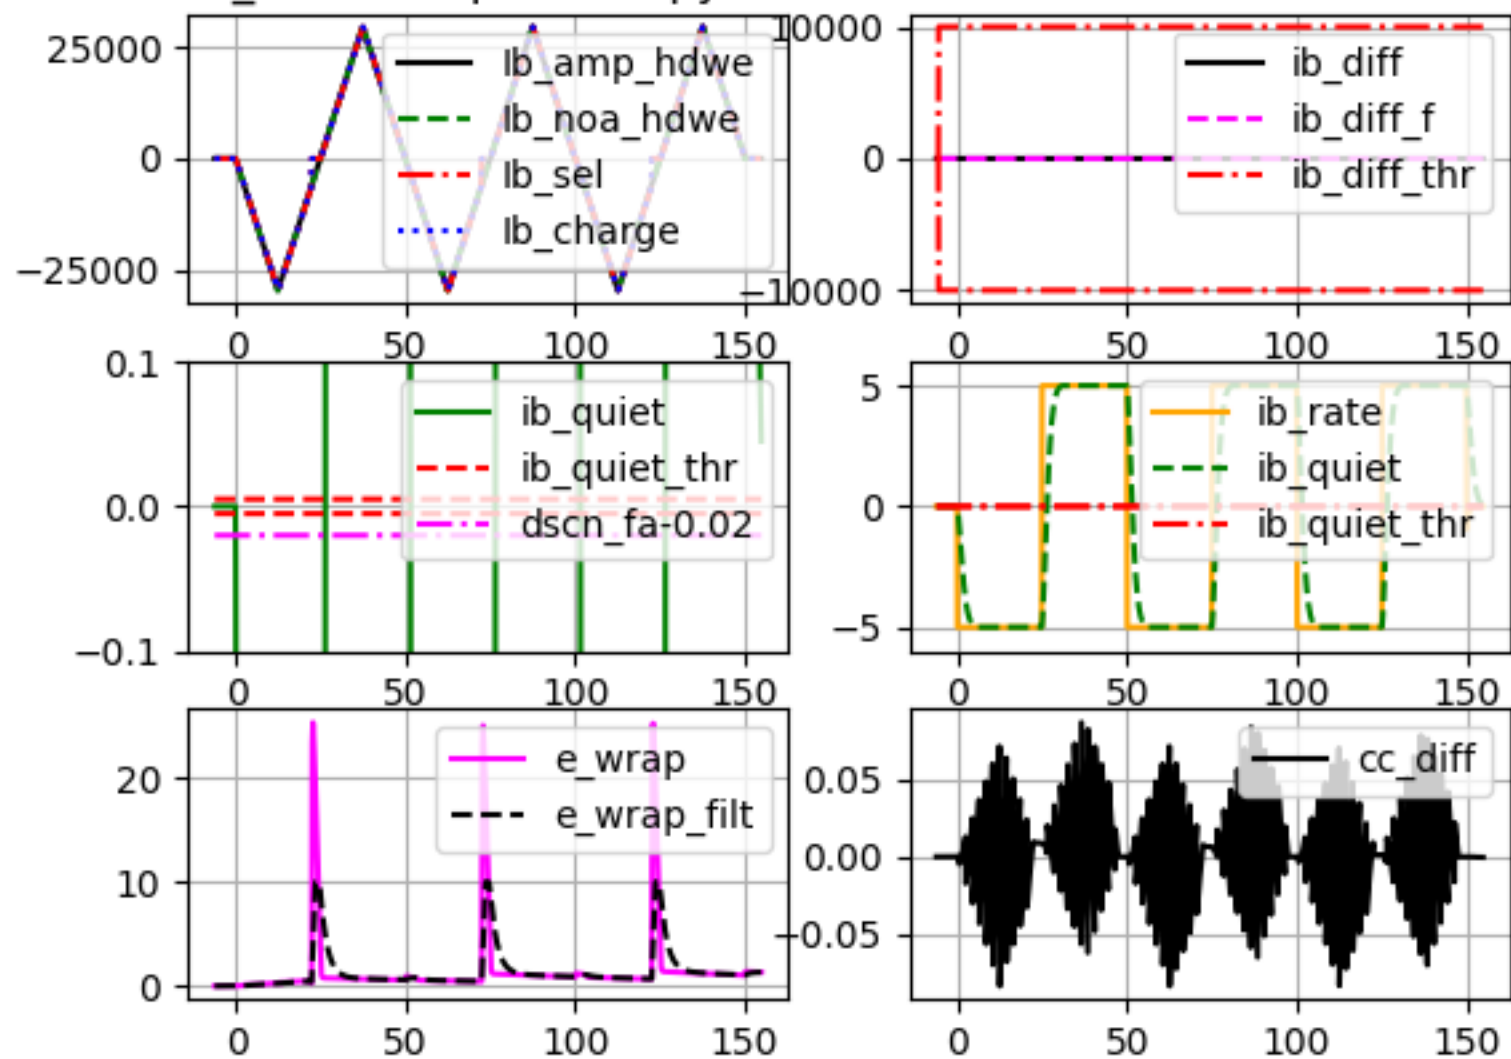 25000
0
−25000
Ib_amp_hdwe
Ib_noa_hdwe
Ib_sel
Ib_charge
0 50 100 150
10000
0
−10000
ib_diff
ib_diff_f
ib_diff_thr
0 50 100 150
0.1
0.0
−0.1
ib_quiet
ib_quiet_thr
dscn_fa-0.02
0 50 100 150
5
0
−5
ib_rate
ib_quiet
ib_quiet_thr
0 50 100 150
20
10
0
e_wrap
e_wrap_filt
0 50 100 150
0.05
0.00
−0.05
cc_diff
0 50 100 150